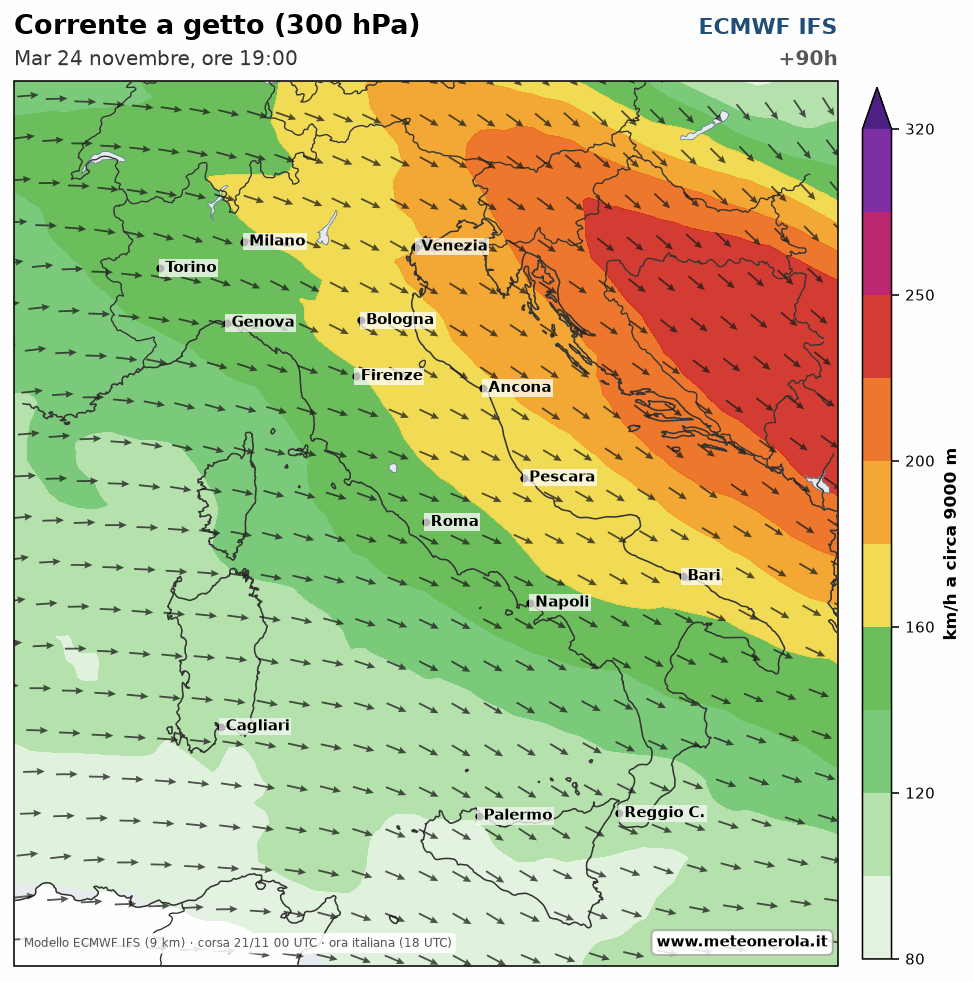 Corrente a getto (300 hPa)
ECMWF IFS
Mar 24 novembre, ore 19:00
+90h
Milano
Venezia
Torino
Genova
Bologna
Firenze
Ancona
Pescara
Roma
Bari
Napoli
Cagliari
Palermo
Reggio C.
320
250
200
160
120
80
km/h a circa 9000 m
Modello ECMWF IFS (9 km) · corsa 21/11 00 UTC · ora italiana (18 UTC)
www.meteonerola.it